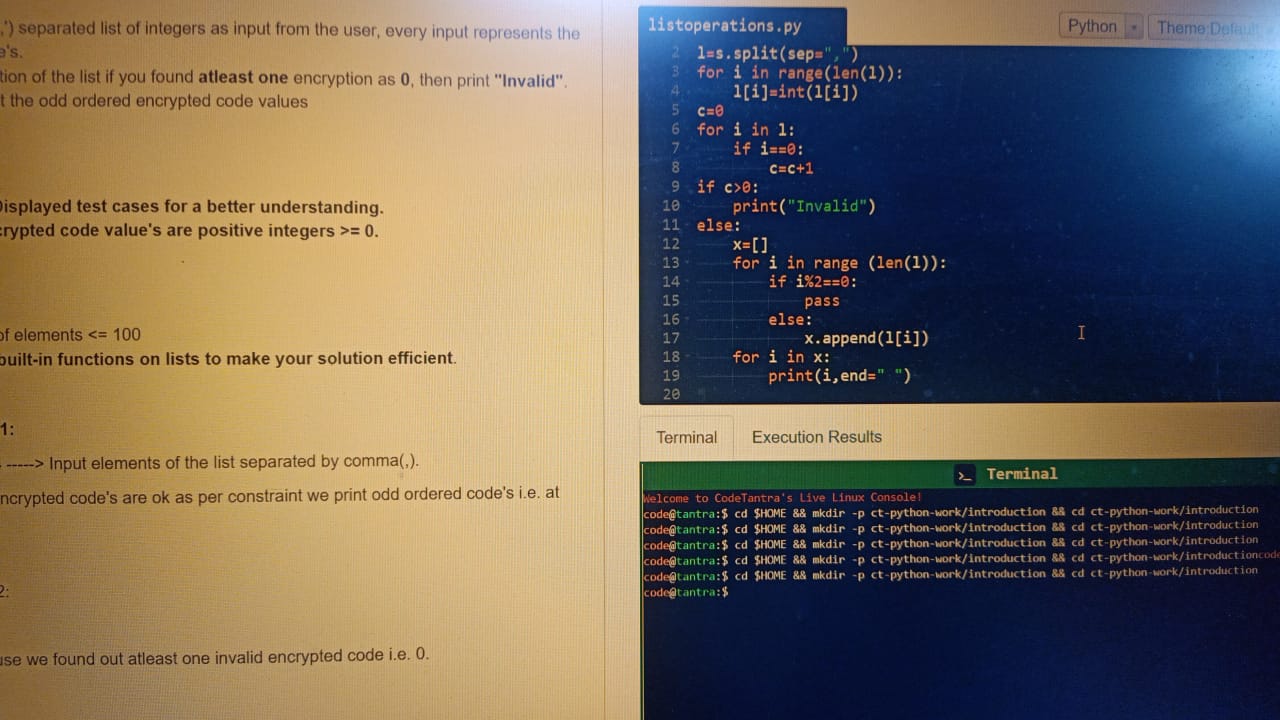 ,') separated list of integers as input from the user, every input represents the
e's.
tion of the list if you found atleast one encryption as 0, then print "Invalid".
t the odd ordered encrypted code values
Displayed test cases for a better understanding.
crypted code value's are positive integers >= 0.
of elements <= 100
built-in functions on lists to make your solution efficient.
1:
-----> Input elements of the list separated by comma(,).
ncrypted code's are ok as per constraint we print odd ordered code's i.e. at
2:
use we found out atleast one invalid encrypted code i.e. 0.
listoperations.py
Python
Theme:Default
2 l=s.split(sep=",")
3 for i in range(len(l)):
4 l[i]=int(l[i])
5 c=0
6 for i in l:
7 if i==0:
8 c=c+1
9 if c>0:
10 print("Invalid")
11 else:
12 x=[]
13 for i in range (len(l)):
14 if i%2==0:
15 pass
16 else:
17 x.append(l[i])
18 for i in x:
19 print(i,end=" ")
20
Terminal Execution Results
>_ Terminal
Welcome to CodeTantra's Live Linux Console!
code@tantra:$ cd $HOME && mkdir -p ct-python-work/introduction && cd ct-python-work/introduction
code@tantra:$ cd $HOME && mkdir -p ct-python-work/introduction && cd ct-python-work/introduction
code@tantra:$ cd $HOME && mkdir -p ct-python-work/introduction && cd ct-python-work/introduction
code@tantra:$ cd $HOME && mkdir -p ct-python-work/introduction && cd ct-python-work/introductioncode
code@tantra:$ cd $HOME && mkdir -p ct-python-work/introduction && cd ct-python-work/introduction
code@tantra:$